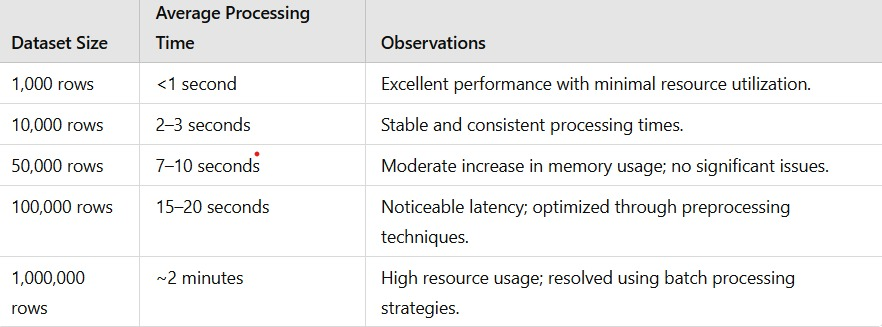 Dataset Size
Average Processing
Time
Observations
1,000 rows
<1 second
Excellent performance with minimal resource utilization.
10,000 rows
2–3 seconds
Stable and consistent processing times.
50,000 rows
7–10 seconds
Moderate increase in memory usage; no significant issues.
100,000 rows
15–20 seconds
Noticeable latency; optimized through preprocessing
techniques.
1,000,000
rows
~2 minutes
High resource usage; resolved using batch processing
strategies.